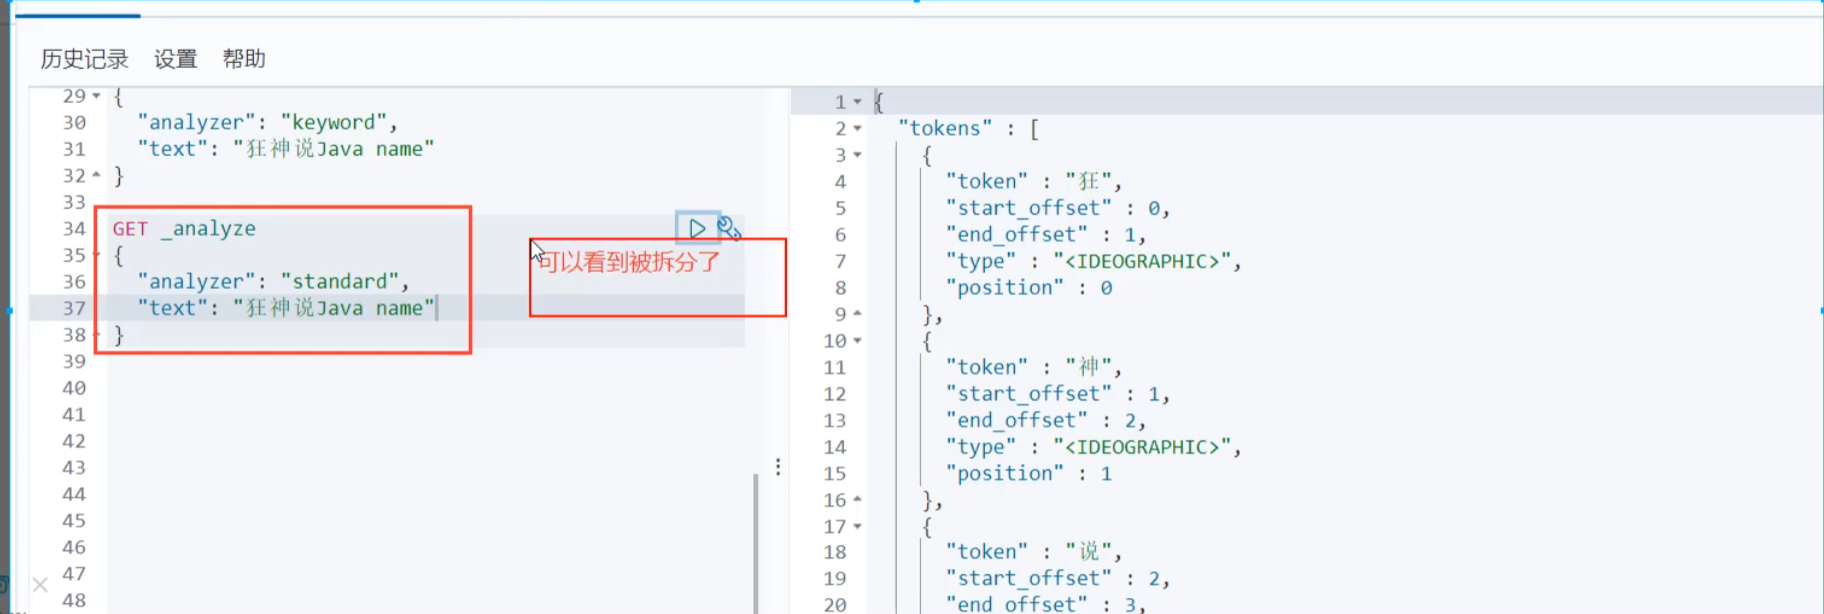 历史记录 设置 帮助
29 {
30 "analyzer": "keyword",
31 "text": "狂神说Java name"
32 }
33
34 GET _analyze
35 {
36 "analyzer": "standard",
37 "text": "狂神说Java name"
38 }
39
40
41
42
43
44
45
46
47
48
可以看到被拆分了
1 {
2 "tokens" : [
3 {
4 "token" : "狂",
5 "start_offset" : 0,
6 "end_offset" : 1,
7 "type" : "<IDEOGRAPHIC>",
8 "position" : 0
9 },
10 {
11 "token" : "神",
12 "start_offset" : 1,
13 "end_offset" : 2,
14 "type" : "<IDEOGRAPHIC>",
15 "position" : 1
16 },
17 {
18 "token" : "说",
19 "start_offset" : 2,
20 "end_offset" : 3,